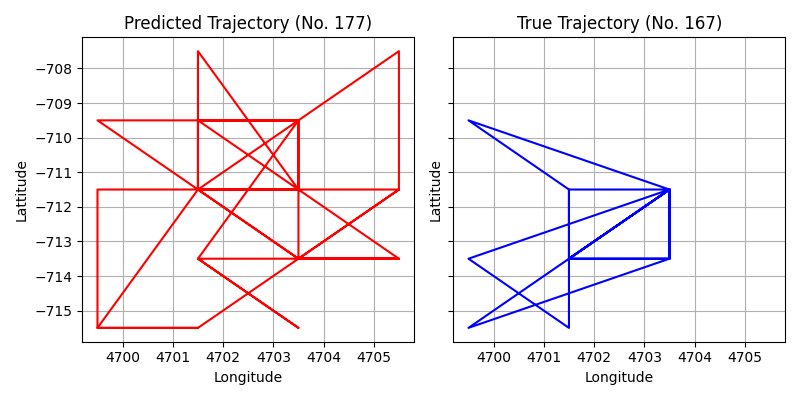 Predicted Trajectory (No. 177)
True Trajectory (No. 167)
Lattitude
−708
−709
−710
−711
−712
−713
−714
−715
4700 4701 4702 4703 4704 4705
Longitude
Lattitude
4700 4701 4702 4703 4704 4705
Longitude